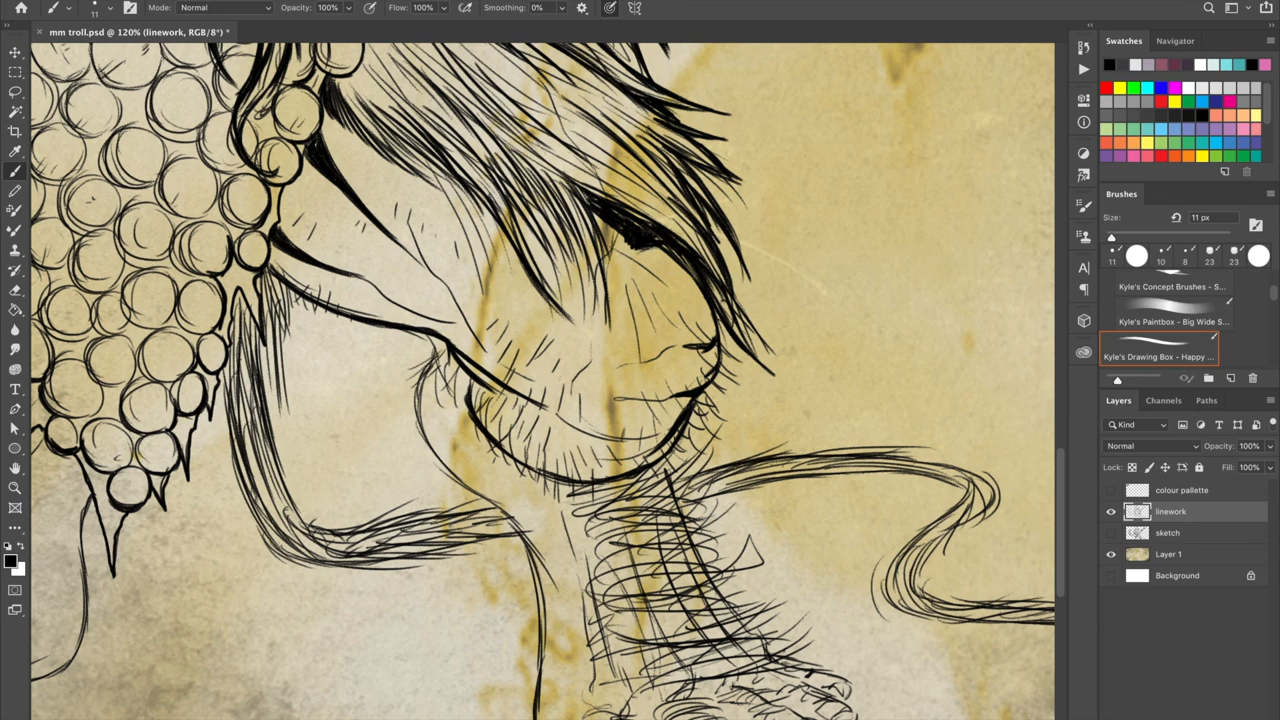 Mode: Normal Opacity: 100% Flow: 100% Smoothing: 0%
11
mm troll.psd @ 120% (linework, RGB/8*) *
Swatches Navigator
Brushes
Size: 11 px
11 10 8 23 23
Kyle's Concept Brushes - S...
Kyle's Paintbox - Big Wide S...
Kyle's Drawing Box - Happy ...
Layers Channels Paths
Kind
Normal Opacity: 100%
Lock: Fill: 100%
colour palette
linework
sketch
Layer 1
Background